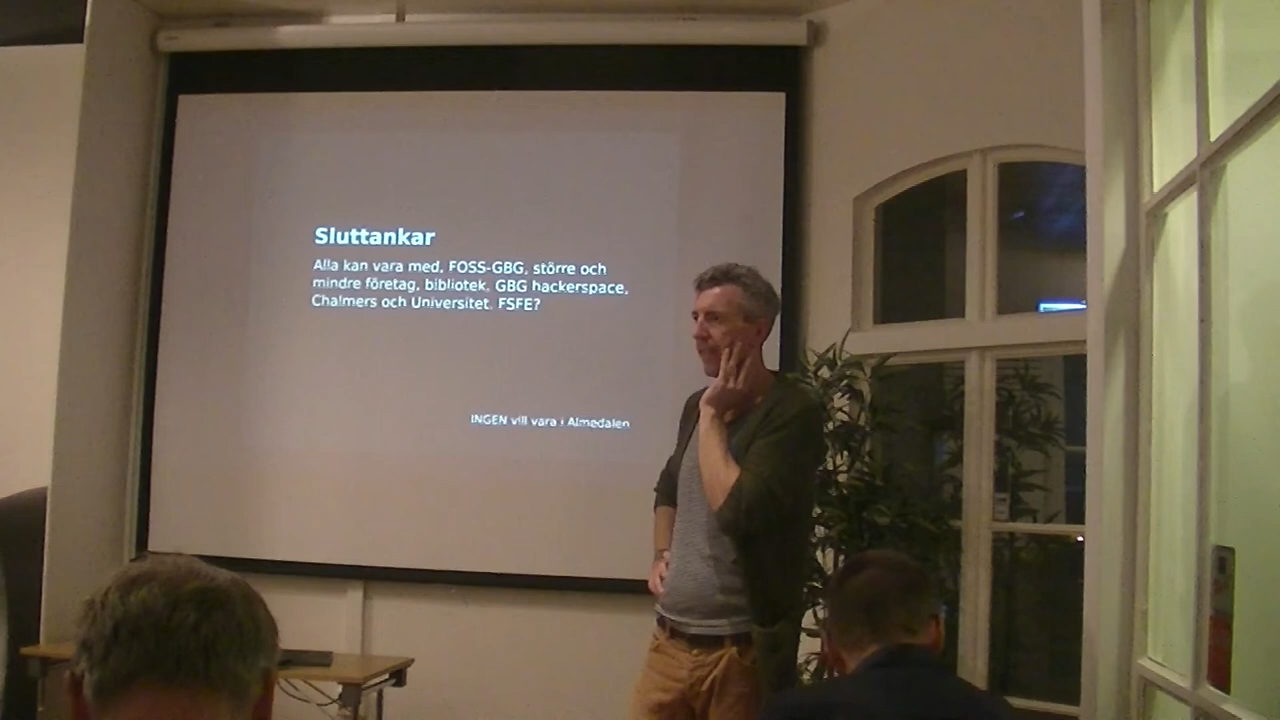 Sluttankar
Alla kan vara med. FOSS-GBG, större och
mindre företag, bibliotek. GBG hackerspace,
Chalmers och Universitet. FSFE?
INGEN vill vara i Almedalen